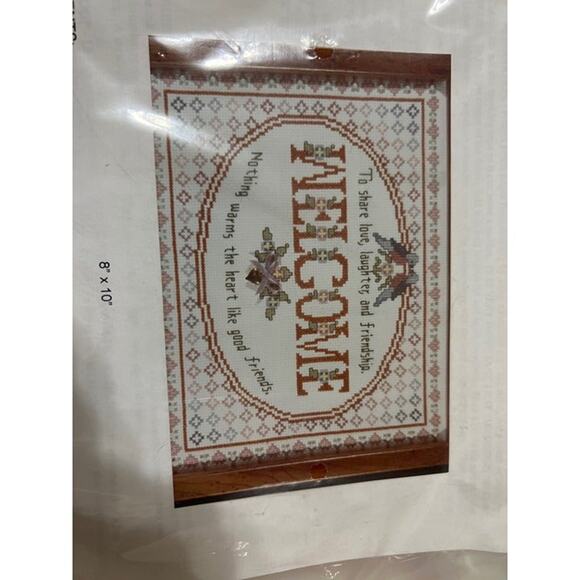 To share love, laughter, and friendship.
WELCOME
Nothing warms the heart like good friends.
8" x 10"